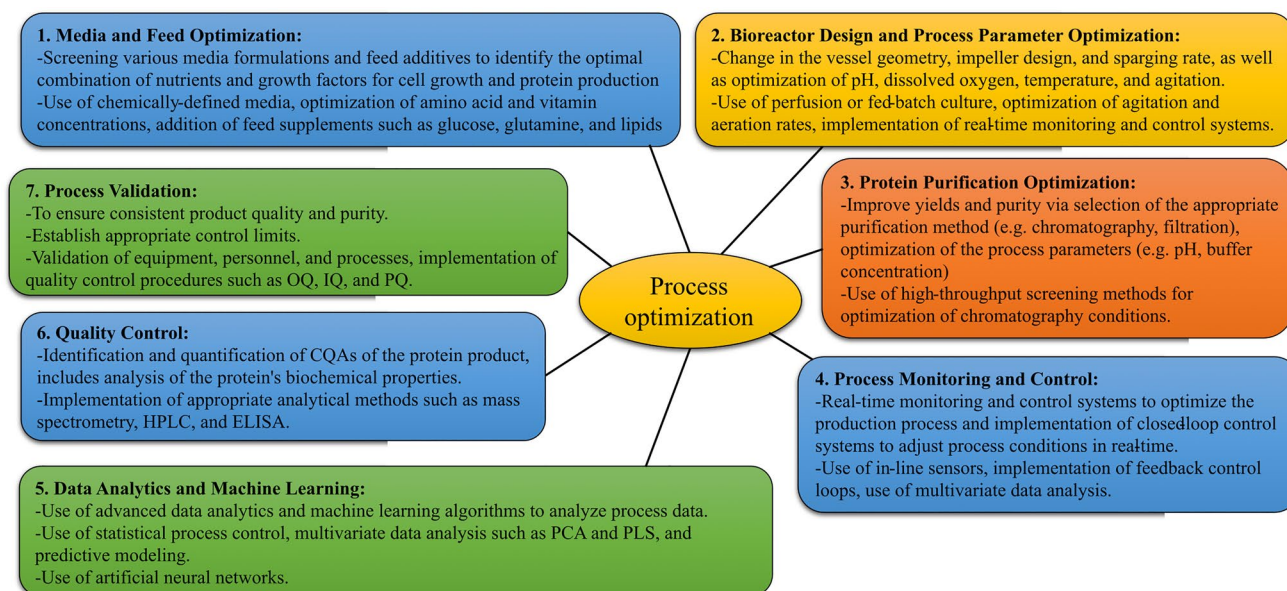 1. Media and Feed Optimization:
-Screening various media formulations and feed additives to identify the optimal
combination of nutrients and growth factors for cell growth and protein production
-Use of chemically-defined media, optimization of amino acid and vitamin
concentrations, addition of feed supplements such as glucose, glutamine, and lipids
2. Bioreactor Design and Process Parameter Optimization:
-Change in the vessel geometry, impeller design, and sparging rate, as well
as optimization of pH, dissolved oxygen, temperature, and agitation.
-Use of perfusion or fed-batch culture, optimization of agitation and
aeration rates, implementation of real-time monitoring and control systems.
3. Protein Purification Optimization:
-Improve yields and purity via selection of the appropriate
purification method (e.g. chromatography, filtration),
optimization of the process parameters (e.g. pH, buffer
concentration)
-Use of high-throughput screening methods for
optimization of chromatography conditions.
4. Process Monitoring and Control:
-Real-time monitoring and control systems to optimize the
production process and implementation of closed-loop control
systems to adjust process conditions in real-time.
-Use of in-line sensors, implementation of feedback control
loops, use of multivariate data analysis.
5. Data Analytics and Machine Learning:
-Use of advanced data analytics and machine learning algorithms to analyze process data.
-Use of statistical process control, multivariate data analysis such as PCA and PLS, and
predictive modeling.
-Use of artificial neural networks.
6. Quality Control:
-Identification and quantification of CQAs of the protein product,
includes analysis of the protein's biochemical properties.
-Implementation of appropriate analytical methods such as mass
spectrometry, HPLC, and ELISA.
7. Process Validation:
-To ensure consistent product quality and purity.
-Establish appropriate control limits.
-Validation of equipment, personnel, and processes, implementation of
quality control procedures such as OQ, IQ, and PQ.
Process
optimization